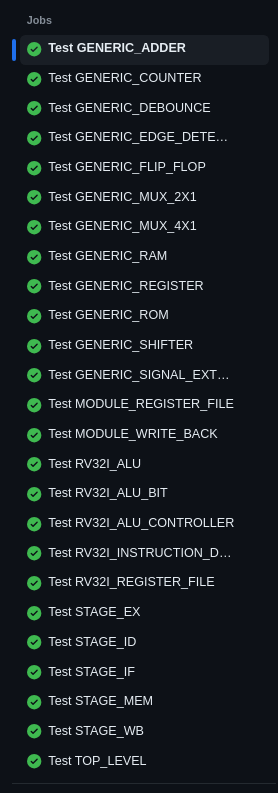 Jobs
Test GENERIC_ADDER
Test GENERIC_COUNTER
Test GENERIC_DEBOUNCE
Test GENERIC_EDGE_DETE…
Test GENERIC_FLIP_FLOP
Test GENERIC_MUX_2X1
Test GENERIC_MUX_4X1
Test GENERIC_RAM
Test GENERIC_REGISTER
Test GENERIC_ROM
Test GENERIC_SHIFTER
Test GENERIC_SIGNAL_EXT…
Test MODULE_REGISTER_FILE
Test MODULE_WRITE_BACK
Test RV32I_ALU
Test RV32I_ALU_BIT
Test RV32I_ALU_CONTROLLER
Test RV32I_INSTRUCTION_D…
Test RV32I_REGISTER_FILE
Test STAGE_EX
Test STAGE_ID
Test STAGE_IF
Test STAGE_MEM
Test STAGE_WB
Test TOP_LEVEL